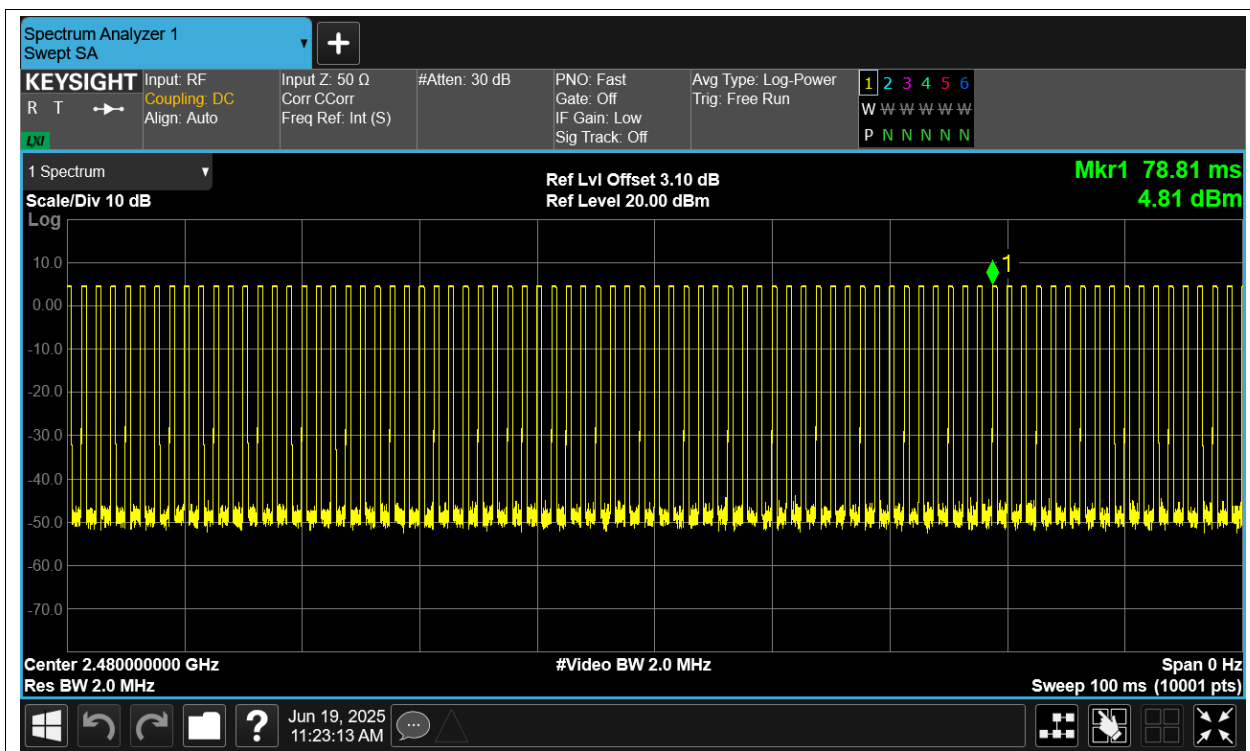 Spectrum Analyzer 1
Swept SA
KEYSIGHT
R T
LXI
Input: RF
Coupling: DC
Align: Auto
Input Z: 50 Ω
Corr CCorr
Freq Ref: Int (S)
#Atten: 30 dB
PNO: Fast
Gate: Off
IF Gain: Low
Sig Track: Off
Avg Type: Log-Power
Trig: Free Run
1 2 3 4 5 6
W W W W W W
P N N N N N
1 Spectrum
Scale/Div 10 dB
Ref Lvl Offset 3.10 dB
Ref Level 20.00 dBm
Mkr1 78.81 ms
4.81 dBm
Log
10.0
0.00
-10.0
-20.0
-30.0
-40.0
-50.0
-60.0
-70.0
1
Center 2.480000000 GHz
Res BW 2.0 MHz
#Video BW 2.0 MHz
Span 0 Hz
Sweep 100 ms (10001 pts)
?
Jun 19, 2025
11:23:13 AM